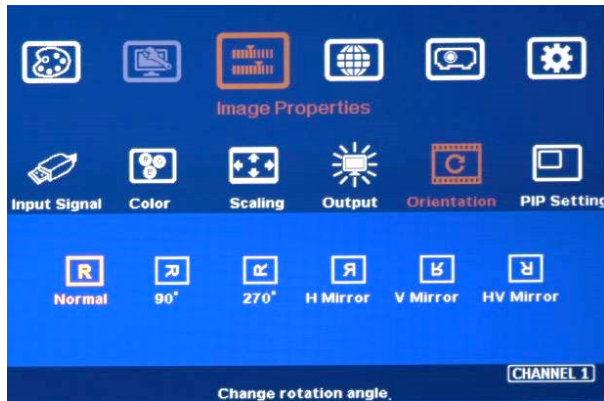 Image Properties
Input Signal Color Scaling Output Orientation PIP Setting
R
Normal 90° 270° H Mirror V Mirror HV Mirror
CHANNEL 1
Change rotation angle.